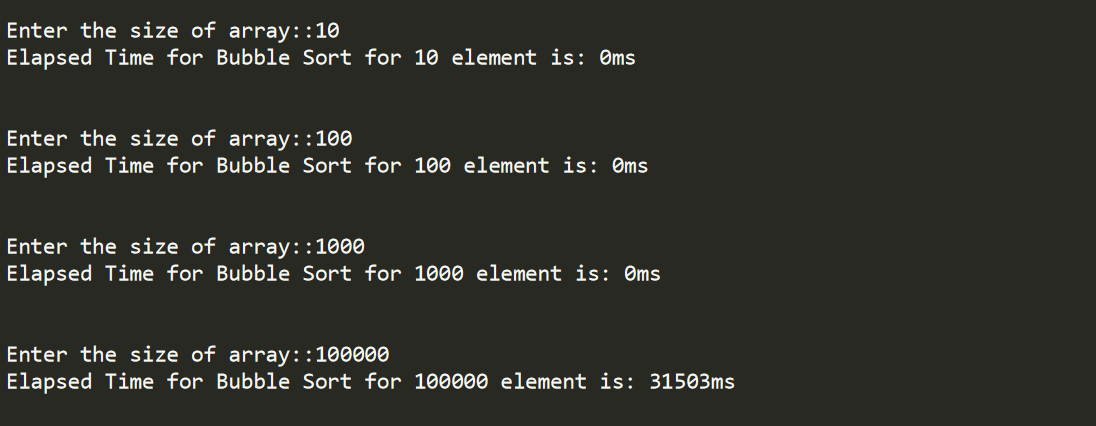 Enter the size of array::10
Elapsed Time for Bubble Sort for 10 element is: 0ms
Enter the size of array::100
Elapsed Time for Bubble Sort for 100 element is: 0ms
Enter the size of array::1000
Elapsed Time for Bubble Sort for 1000 element is: 0ms
Enter the size of array::100000
Elapsed Time for Bubble Sort for 100000 element is: 31503ms